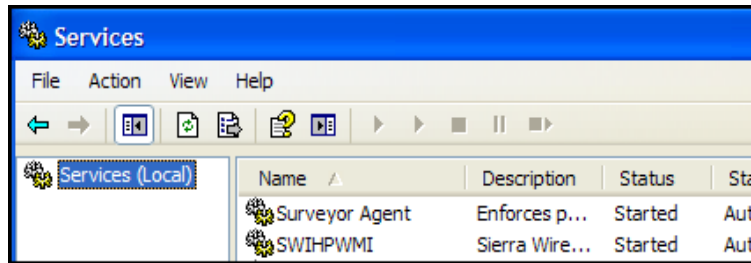 Services
File Action View Help
Services (Local)
Name Description Status Sta
Surveyor Agent Enforces p... Started Aut
SWIHPWMI Sierra Wire... Started Aut